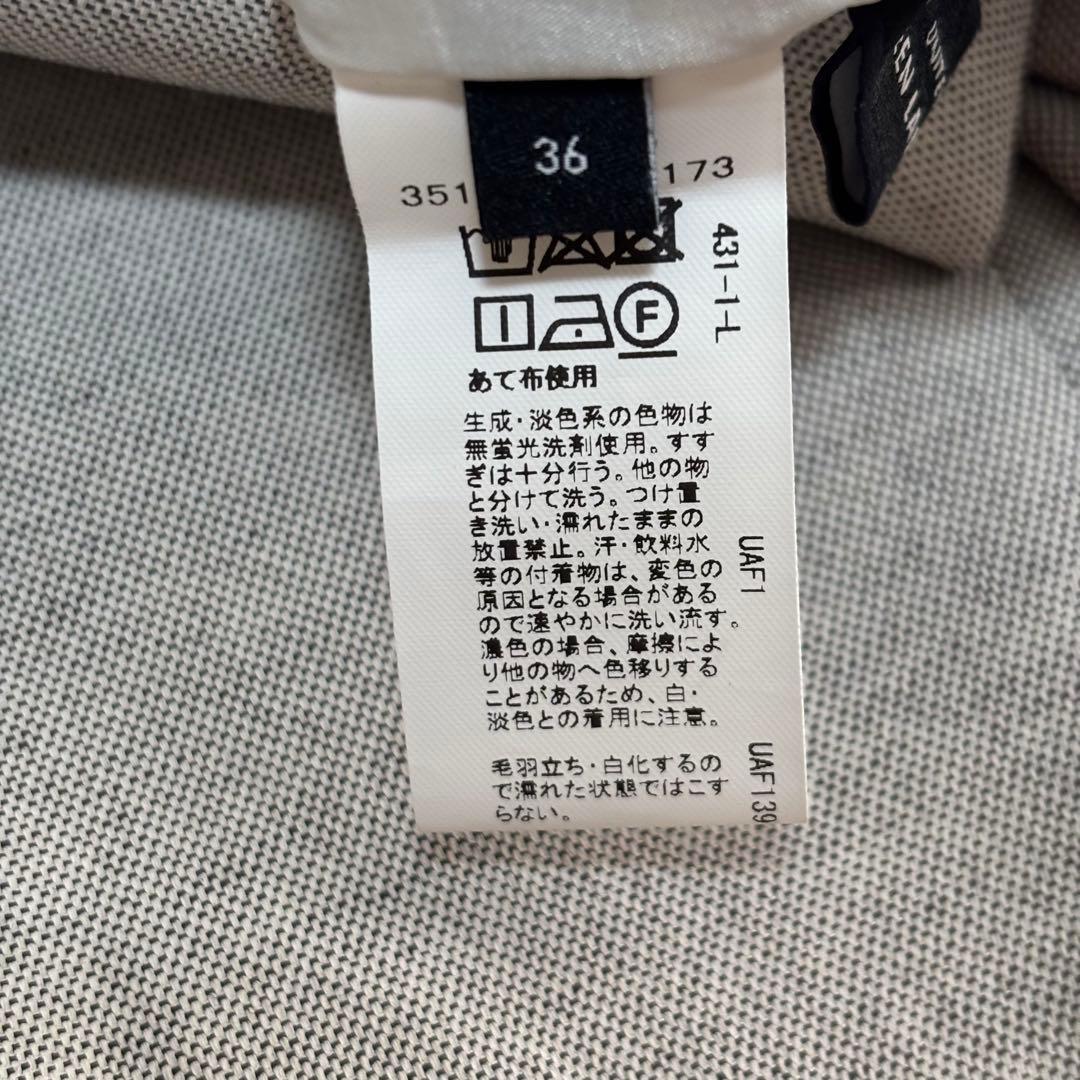 36
351
173
431-1-L
F
あて布使用
生成・淡色系の色物は
無蛍光洗剤使用。すす
ぎは十分行う。他の物
と分けて洗う。つけ置
き洗い・濡れたままの
放置禁止。汗・飲料水
等の付着物は、変色の
原因となる場合がある
ので速やかに洗い流す。
濃色の場合、摩擦によ
り他の物へ色移りする
ことがあるため、白・
淡色との着用に注意。
毛羽立ち・白化するの
で濡れた状態ではこす
らない。
UAF1
UAF139